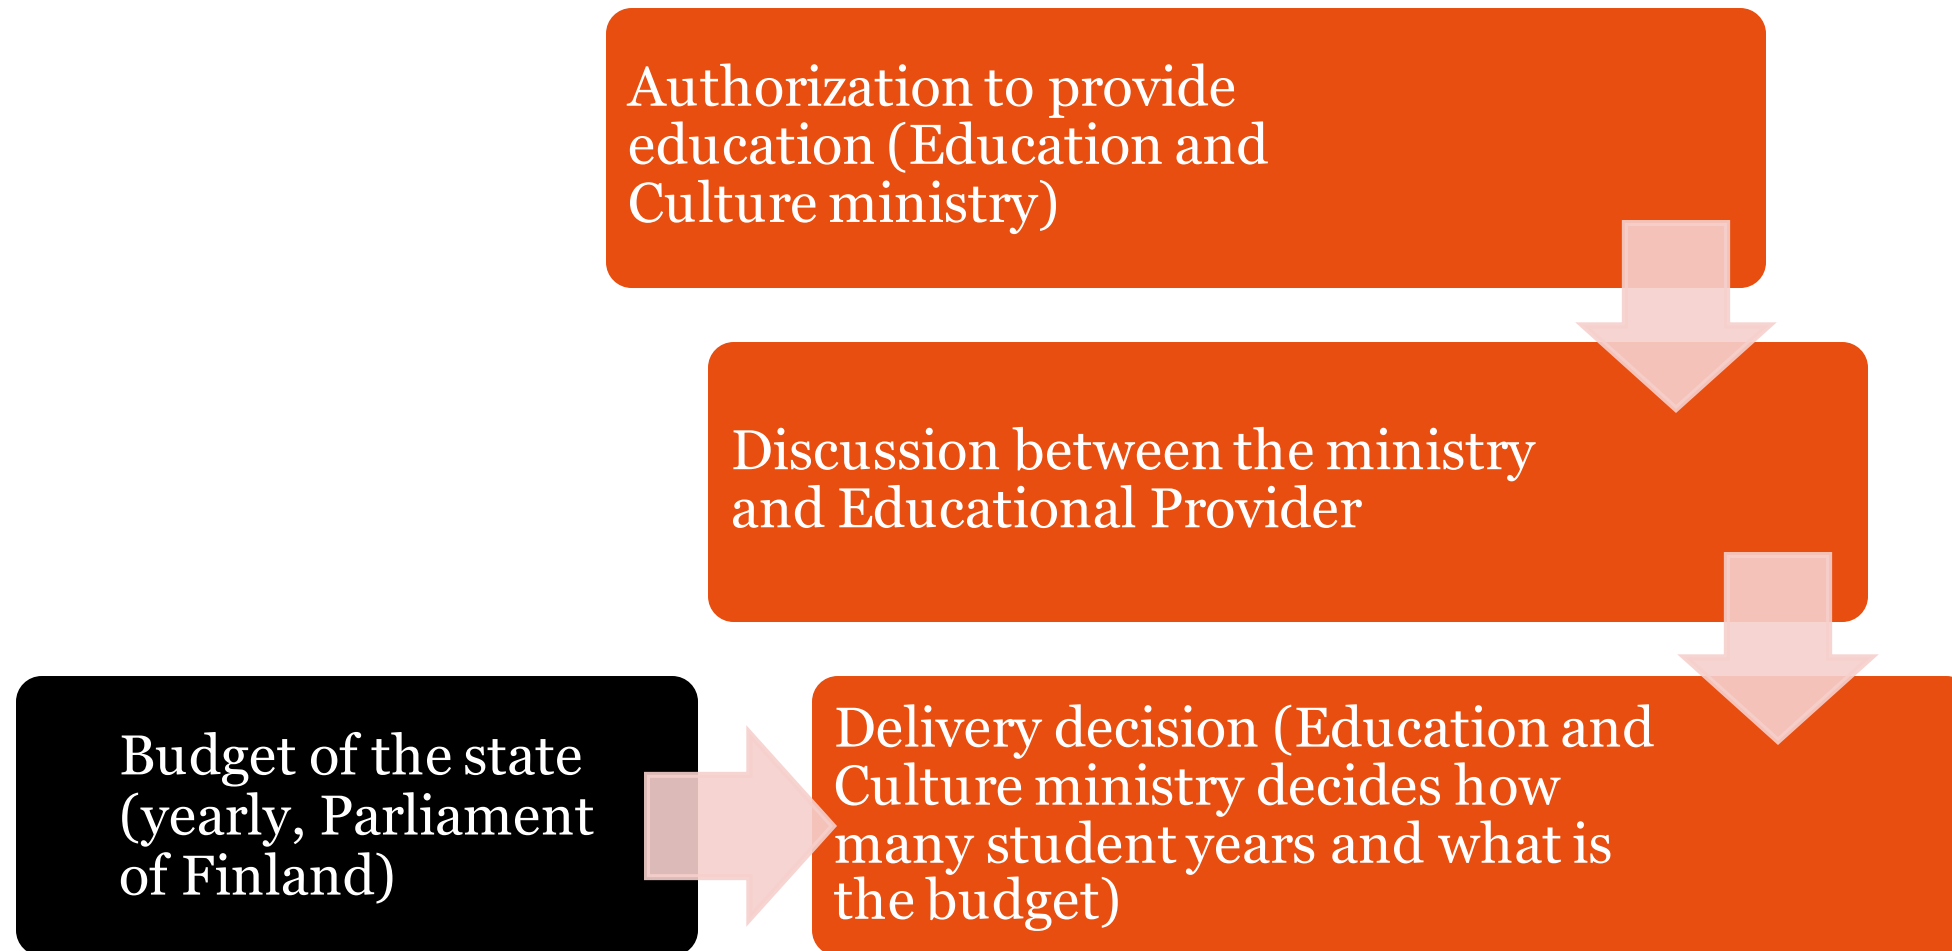 Authorization to provide
education (Education and
Culture ministry)
Discussion between the ministry
and Educational Provider
Budget of the state
(yearly, Parliament
of Finland)
Delivery decision (Education and
Culture ministry decides how
many student years and what is
the budget)